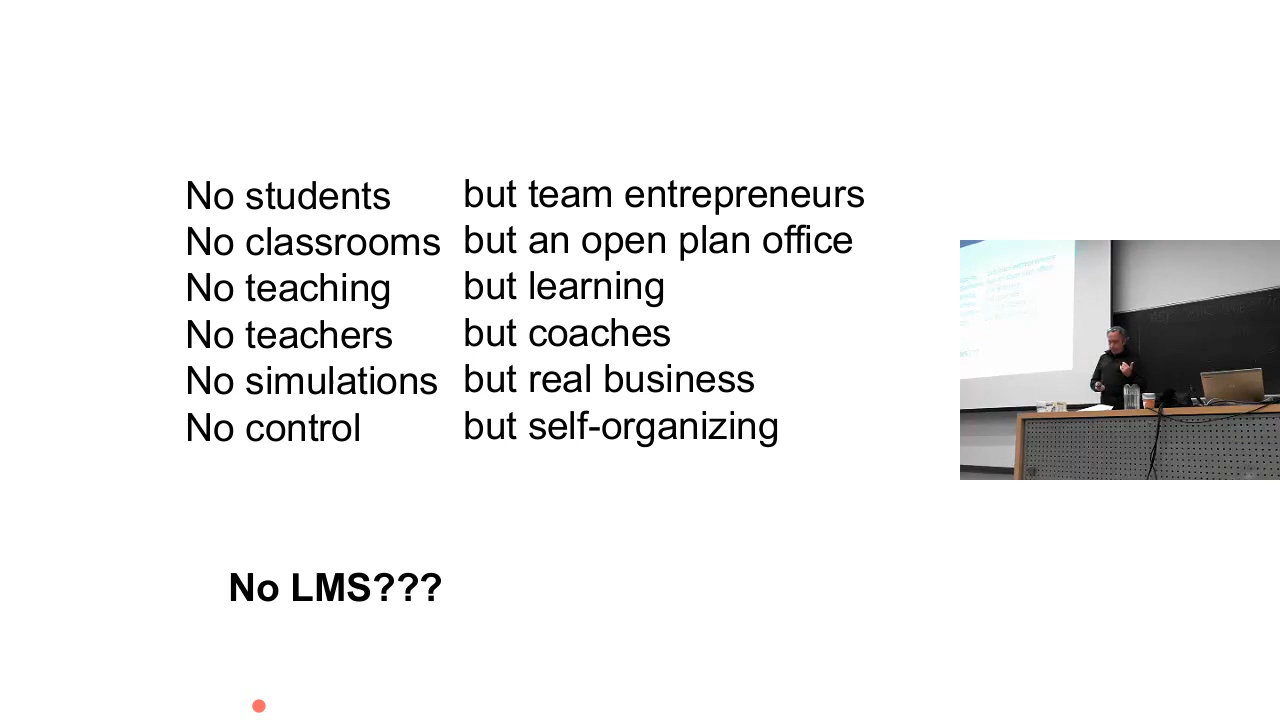 No students but team entrepreneurs
No classrooms but an open plan office
No teaching but learning
No teachers but coaches
No simulations but real business
No control but self-organizing
No LMS???